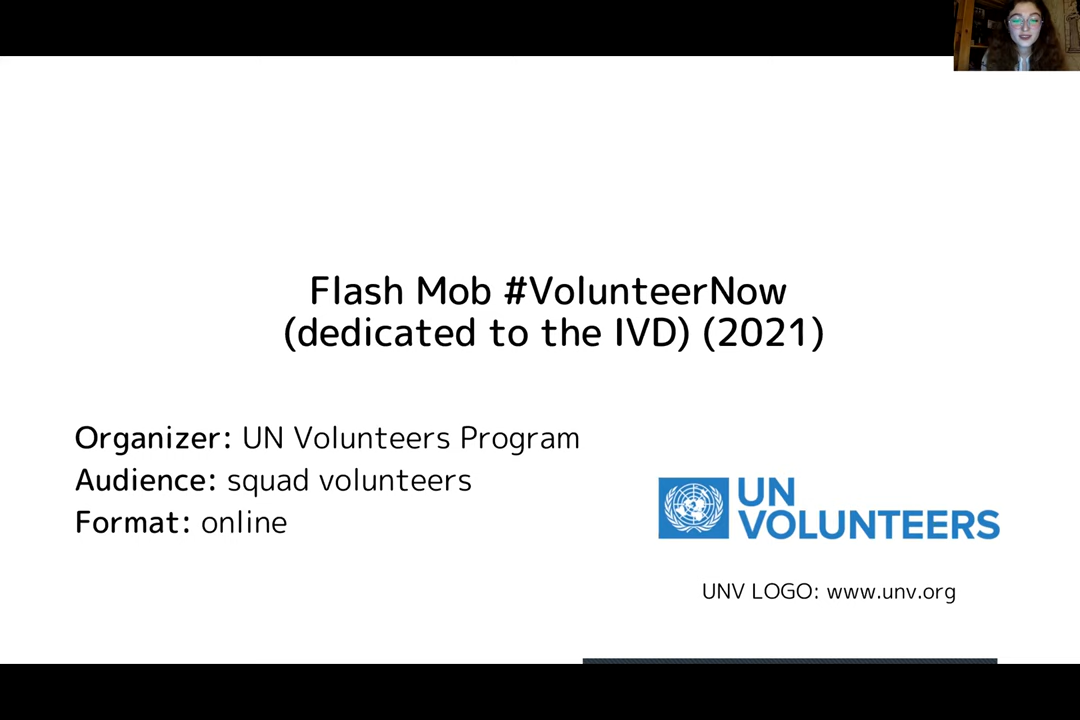 Flash Mob #VolunteerNow
(dedicated to the IVD) (2021)
Organizer: UN Volunteers Program
Audience: squad volunteers
Format: online
UN
VOLUNTEERS
UNV LOGO: www.unv.org